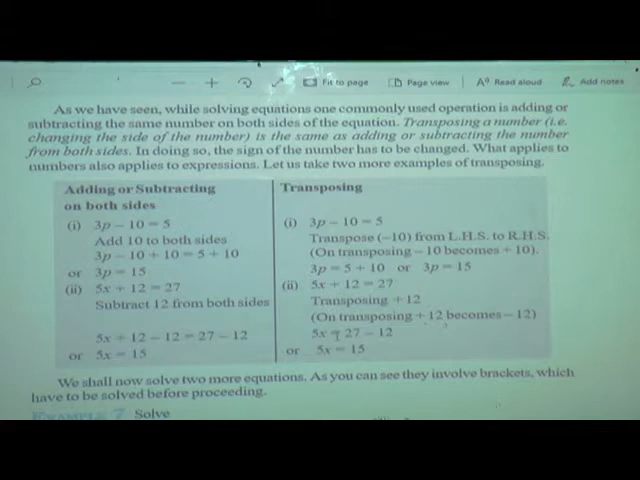 Fit to page
Page view
Read aloud
Add notes
As we have seen, while solving equations one commonly used operation is adding or
subtracting the same number on both sides of the equation. Transposing a number (i.e.
changing the side of the number) is the same as adding or subtracting the number
from both sides. In doing so, the sign of the number has to be changed. What applies to
numbers also applies to expressions. Let us take two more examples of transposing.
Adding or Subtracting
on both sides
(i) 3p − 10 = 5
Add 10 to both sides
3p − 10 + 10 = 5 + 10
or 3p = 15
(ii) 5x + 12 = 27
Subtract 12 from both sides
5x + 12 − 12 = 27 − 12
or 5x = 15
Transposing
(i) 3p − 10 = 5
Transpose (−10) from L.H.S. to R.H.S.
(On transposing − 10 becomes + 10).
3p = 5 + 10 or 3p = 15
(ii) 5x + 12 = 27
Transposing + 12
(On transposing + 12 becomes − 12)
5x = 27 − 12
or 5x = 15
We shall now solve two more equations. As you can see they involve brackets, which
have to be solved before proceeding.
EXAMPLE 7 Solve